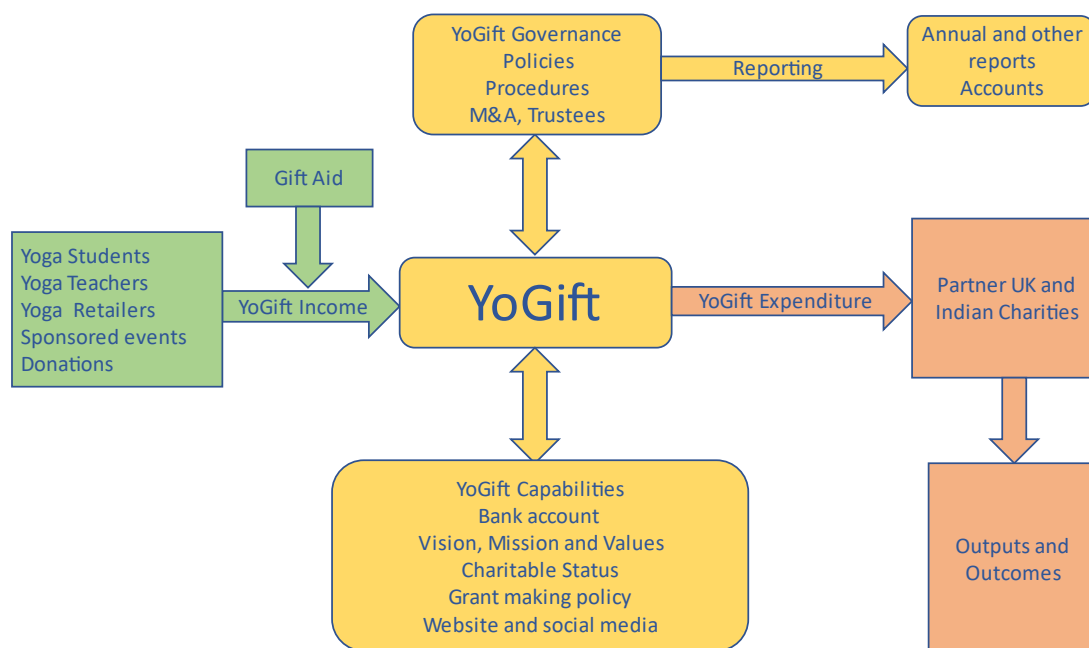 YoGift Governance
Policies
Procedures
M&A, Trustees
Reporting
Annual and other
reports
Accounts
Gift Aid
Yoga Students
Yoga Teachers
Yoga  Retailers
Sponsored events
Donations
YoGift Income
YoGift
YoGift Expenditure
Partner UK and
Indian Charities
YoGift Capabilities
Bank account
Vision, Mission and Values
Charitable Status
Grant making policy
Website and social media
Outputs and
Outcomes